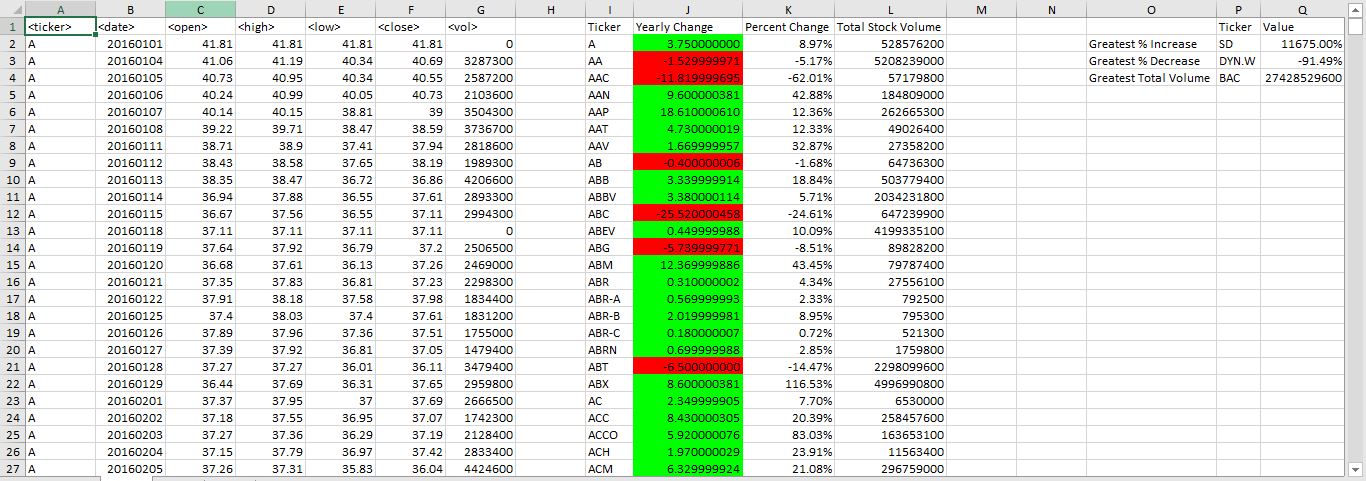 A B C D E F G H I J K L M N O P Q
1 <ticker> <date> <open> <high> <low> <close> <vol> Ticker Yearly Change Percent Change Total Stock Volume Ticker Value
2 A 20160101 41.81 41.81 41.81 41.81 0 A 3.750000000 8.97% 528576200 Greatest % Increase SD 11675.00%
3 A 20160104 41.06 41.19 40.34 40.69 3287300 AA -1.529999971 -5.17% 5208239000 Greatest % Decrease DYN.W -91.49%
4 A 20160105 40.73 40.95 40.34 40.55 2587200 AAC -11.819999695 -62.01% 57179800 Greatest Total Volume BAC 27428529600
5 A 20160106 40.24 40.99 40.05 40.73 2103600 AAN 9.600000381 42.88% 184809000
6 A 20160107 40.14 40.15 38.81 39 3504300 AAP 18.610000610 12.36% 262665300
7 A 20160108 39.22 39.71 38.47 38.59 3736700 AAT 4.730000019 12.33% 49026400
8 A 20160111 38.71 38.9 37.41 37.94 2818600 AAV 1.669999957 32.87% 27358200
9 A 20160112 38.43 38.58 37.65 38.19 1989300 AB -0.400000006 -1.68% 64736300
10 A 20160113 38.35 38.47 36.72 36.86 4206600 ABB 3.339999914 18.84% 503779400
11 A 20160114 36.94 37.88 36.55 37.61 2893300 ABBV 3.380000114 5.71% 2034231800
12 A 20160115 36.67 37.56 36.55 37.11 2994300 ABC -25.520000458 -24.61% 647239900
13 A 20160118 37.11 37.11 37.11 37.11 0 ABEV 0.449999988 10.09% 4199335100
14 A 20160119 37.64 37.92 36.79 37.2 2506500 ABG -5.739999771 -8.51% 89828200
15 A 20160120 36.68 37.61 36.13 37.26 2469000 ABM 12.369999886 43.45% 79787400
16 A 20160121 37.35 37.83 36.81 37.23 2298300 ABR 0.310000002 4.34% 27556100
17 A 20160122 37.91 38.18 37.58 37.98 1834400 ABR-A 0.569999993 2.33% 792500
18 A 20160125 37.4 38.03 37.4 37.61 1831200 ABR-B 2.019999981 8.95% 795300
19 A 20160126 37.89 37.96 37.36 37.51 1755000 ABR-C 0.180000007 0.72% 521300
20 A 20160127 37.39 37.92 36.81 37.05 1479400 ABRN 0.699999988 2.85% 1759800
21 A 20160128 37.27 37.27 36.01 36.11 3479400 ABT -6.500000000 -14.47% 2298099600
22 A 20160129 36.44 37.69 36.31 37.65 2959800 ABX 8.600000381 116.53% 4996990800
23 A 20160201 37.37 37.95 37 37.69 2666500 AC 2.349999905 7.70% 6530000
24 A 20160202 37.18 37.55 36.95 37.07 1742300 ACC 8.430000305 20.39% 258457600
25 A 20160203 37.27 37.36 36.29 37.19 2128400 ACCO 5.920000076 83.03% 163653100
26 A 20160204 37.15 37.79 36.97 37.42 2833400 ACH 1.970000029 23.91% 11563400
27 A 20160205 37.26 37.31 35.83 36.04 4424600 ACM 6.329999924 21.08% 296759000